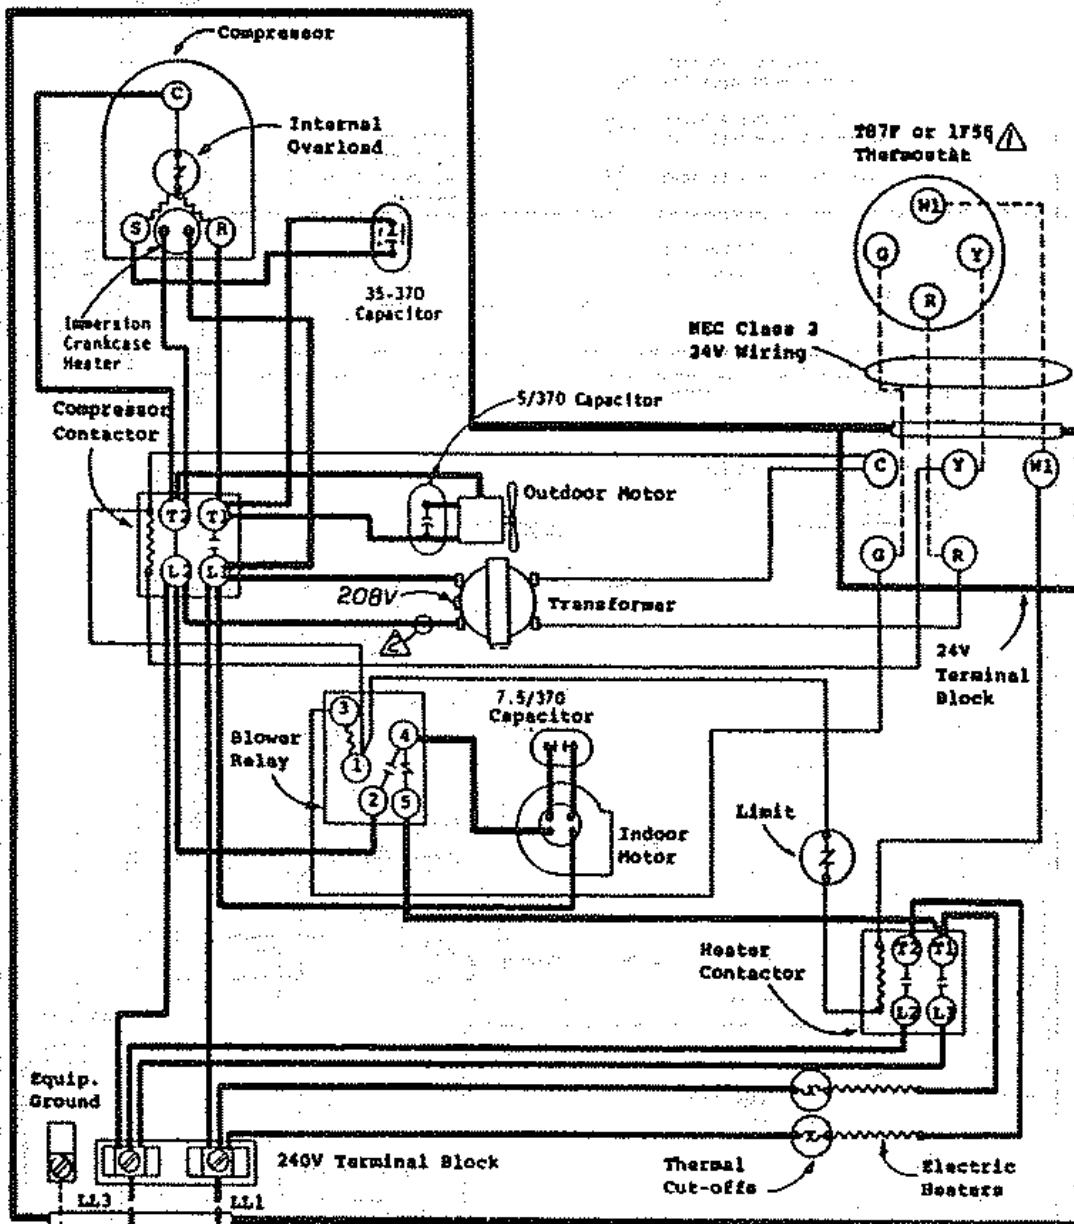 Compressor
C
Internal
Overload
S
R
35-370
Capacitor
Immersion
Crankcase
Heater
T87F or 1F56 1
Thermostat
W1
G
Y
R
NEC Class 2
24V Wiring
Compressor
Contactor
5/370 Capacitor
C
Y
W1
Outdoor Motor
T2
T1
G
R
L2
L1
208V
Transformer
2
24V
Terminal
Block
7.5/370
Capacitor
3
4
Blower
Relay
1
2
5
Limit
Indoor
Motor
Heater
Contactor
T2
T1
L2
L1
Equip.
Ground
240V Terminal Block
Thermal
Cut-offs
Electric
Heaters
LL3
LL1